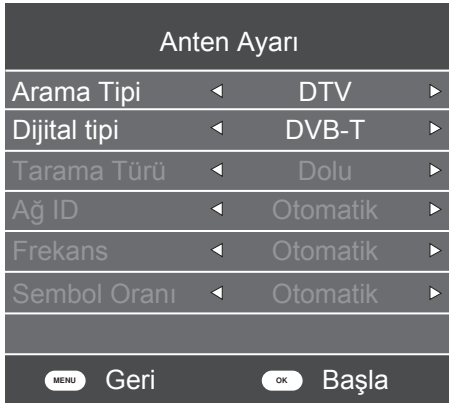 Anten Ayarı
Arama Tipi DTV
Dijital tipi DVB-T
Tarama Türü Dolu
Ağ ID Otomatik
Frekans Otomatik
Sembol Oranı Otomatik
MENU Geri OK Başla